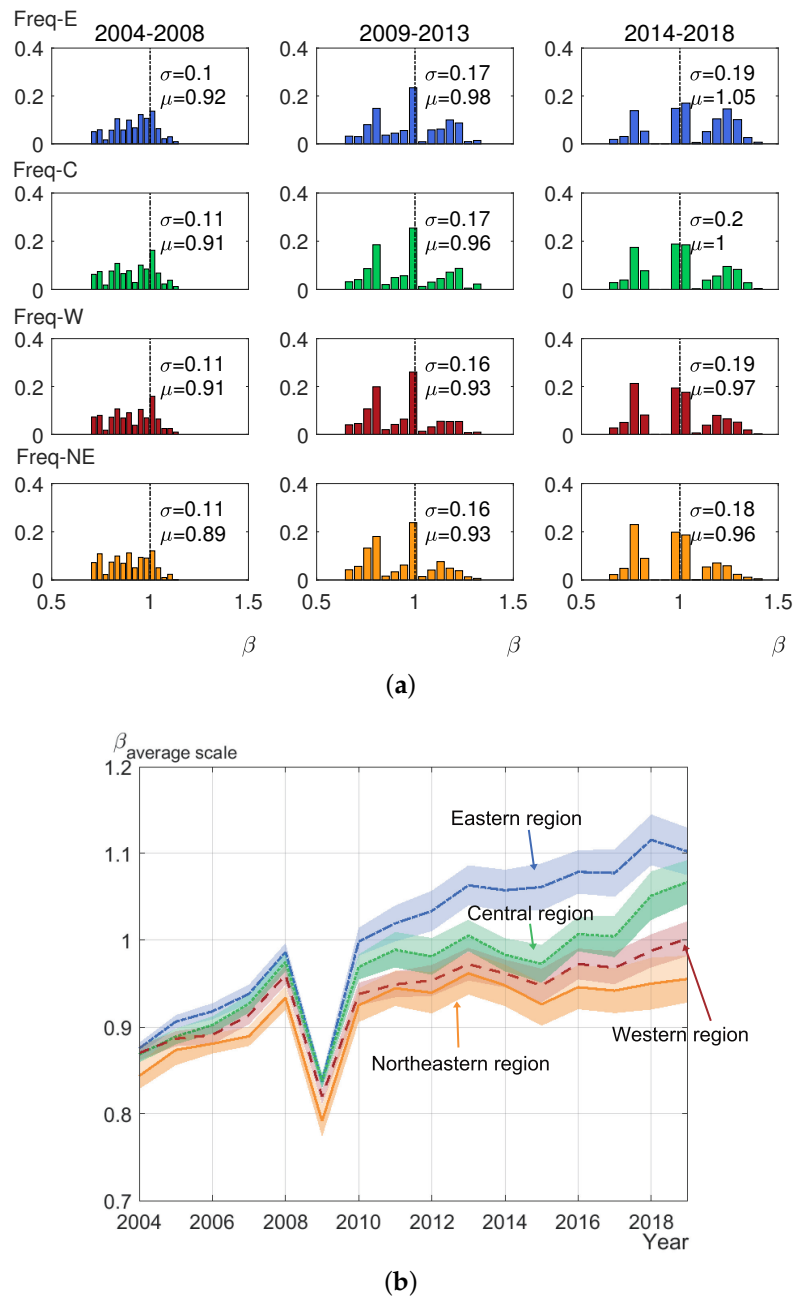 Freq-E
2004-2008 2009-2013 2014-2018
0.4 0.4 0.4
σ=0.1 σ=0.17 σ=0.19
0.2 μ=0.92 0.2 μ=0.98 0.2 μ=1.05
0 0 0
Freq-C
0.4 0.4 0.4
σ=0.11 σ=0.17 σ=0.2
0.2 μ=0.91 0.2 μ=0.96 0.2 μ=1
0 0 0
Freq-W
0.4 0.4 0.4
σ=0.11 σ=0.16 σ=0.19
0.2 μ=0.91 0.2 μ=0.93 0.2 μ=0.97
0 0 0
Freq-NE
0.4 0.4 0.4
σ=0.11 σ=0.16 σ=0.18
0.2 μ=0.89 0.2 μ=0.93 0.2 μ=0.96
0 0 0
0.5 1 1.5 0.5 1 1.5 0.5 1 1.5
β β β
(a)
β average scale
1.2
Eastern region
1.1
Central region
1
Western region
0.9
Northeastern region
0.8
0.7
2004 2006 2008 2010 2012 2014 2016 2018
Year
(b)